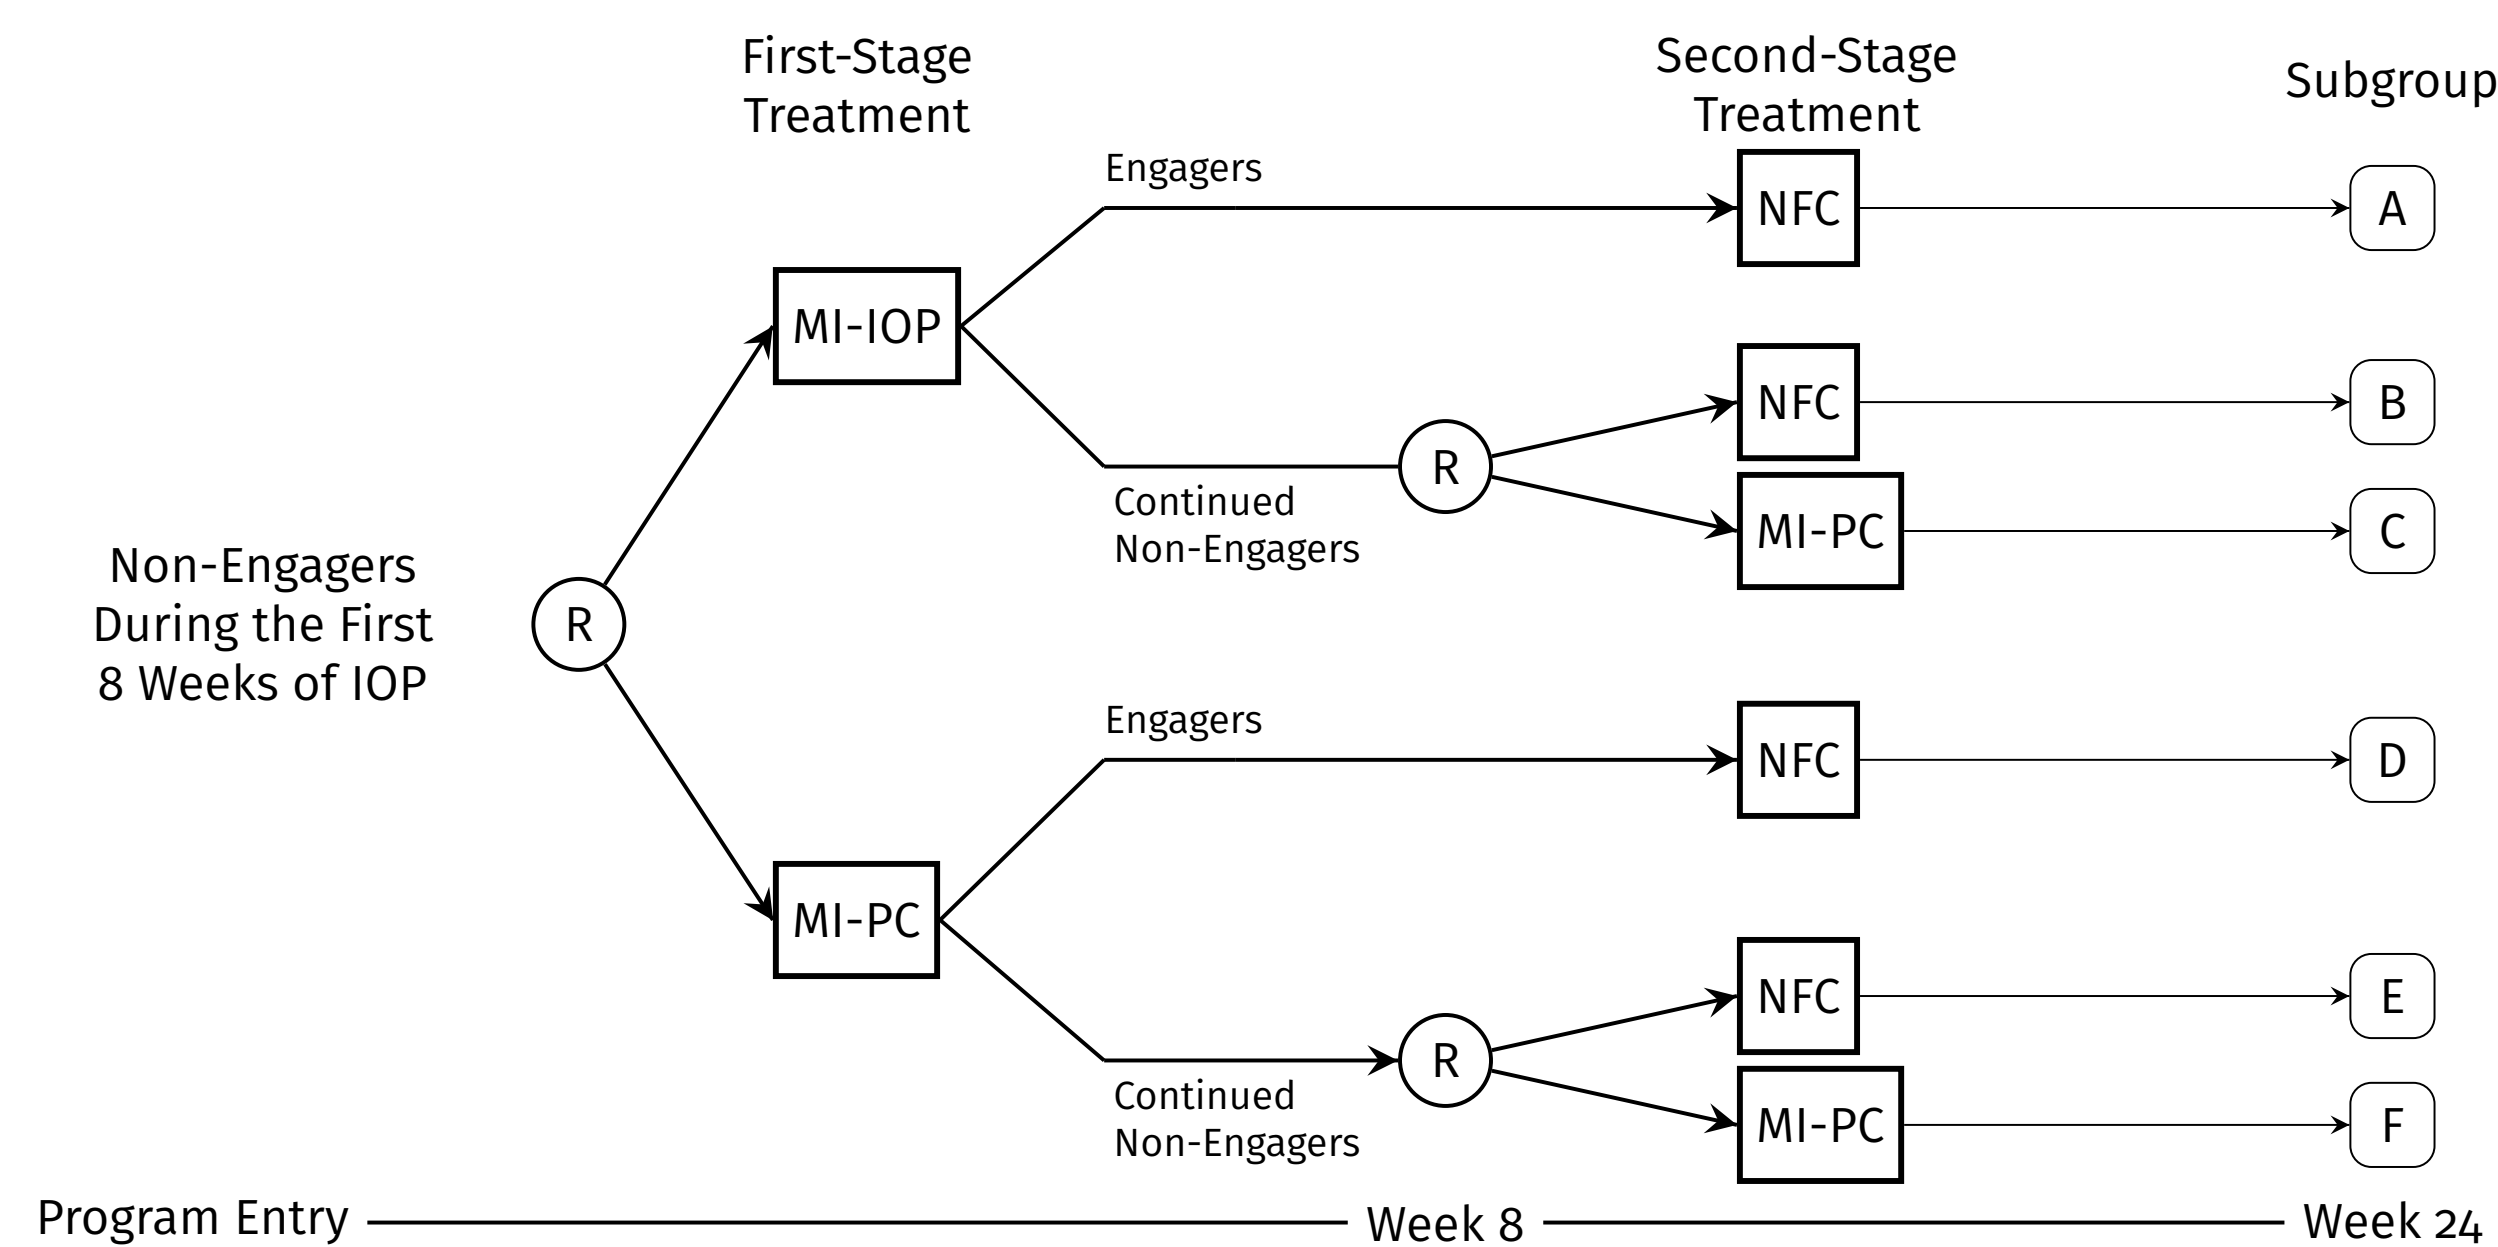 First-Stage
Treatment
Second-Stage
Treatment
Subgroup
Engagers
NFC
A
MI-IOP
NFC
B
R
Continued
Non-Engagers
MI-PC
C
Non-Engagers
During the First
8 Weeks of IOP
R
Engagers
NFC
D
MI-PC
NFC
E
R
Continued
Non-Engagers
MI-PC
F
Program Entry
Week 8
Week 24